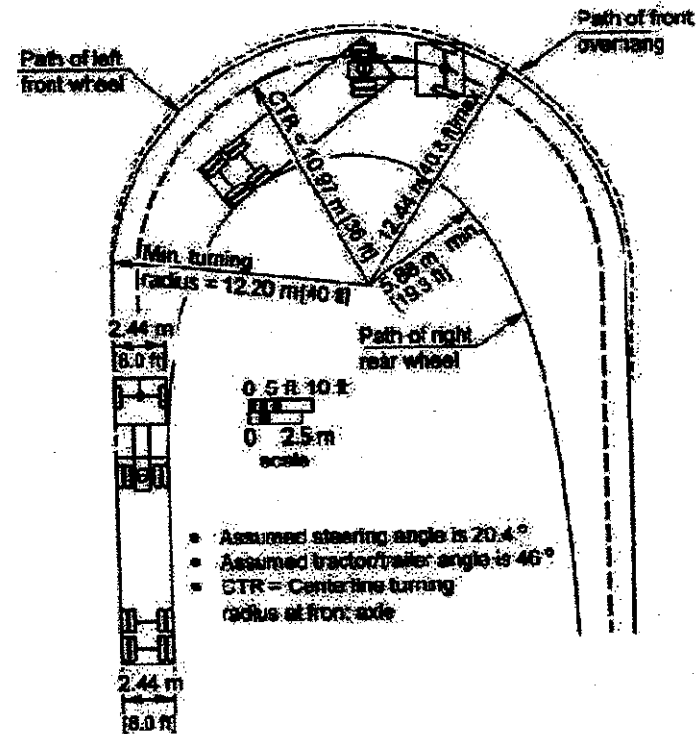 Path of left
front wheel
Path of front
overhang
CTR = 10.97 m [36 ft]
12.44 m [40.3 ft] max
5.88 m min.
[19.3 ft]
Min. turning
radius = 12.20 m [40 ft]
2.44 m
[8.0 ft]
Path of right
rear wheel
0 5 ft 10 ft
0 2.5 m
scale
• Assumed steering angle is 20.4°
• Assumed tractor/trailer angle is 46°
• CTR = Centerline turning
radius at front axle
2.44 m
[8.0 ft]